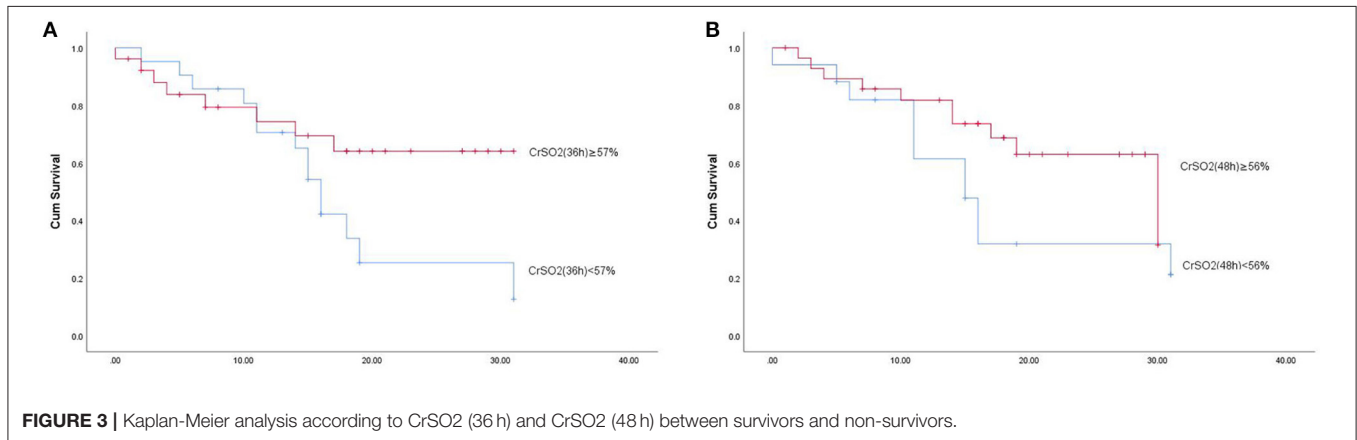 A
Cum Survival
1.0
0.8
0.6
0.4
0.2
0.0
.00
10.00
20.00
30.00
40.00
CrSO2(36h)≥57%
CrSO2(36h)<57%
B
Cum Survival
1.0
0.8
0.6
0.4
0.2
0.0
.00
10.00
20.00
30.00
40.00
CrSO2(48h)≥56%
CrSO2(48h)<56%
FIGURE 3 | Kaplan-Meier analysis according to CrSO2 (36 h) and CrSO2 (48 h) between survivors and non-survivors.